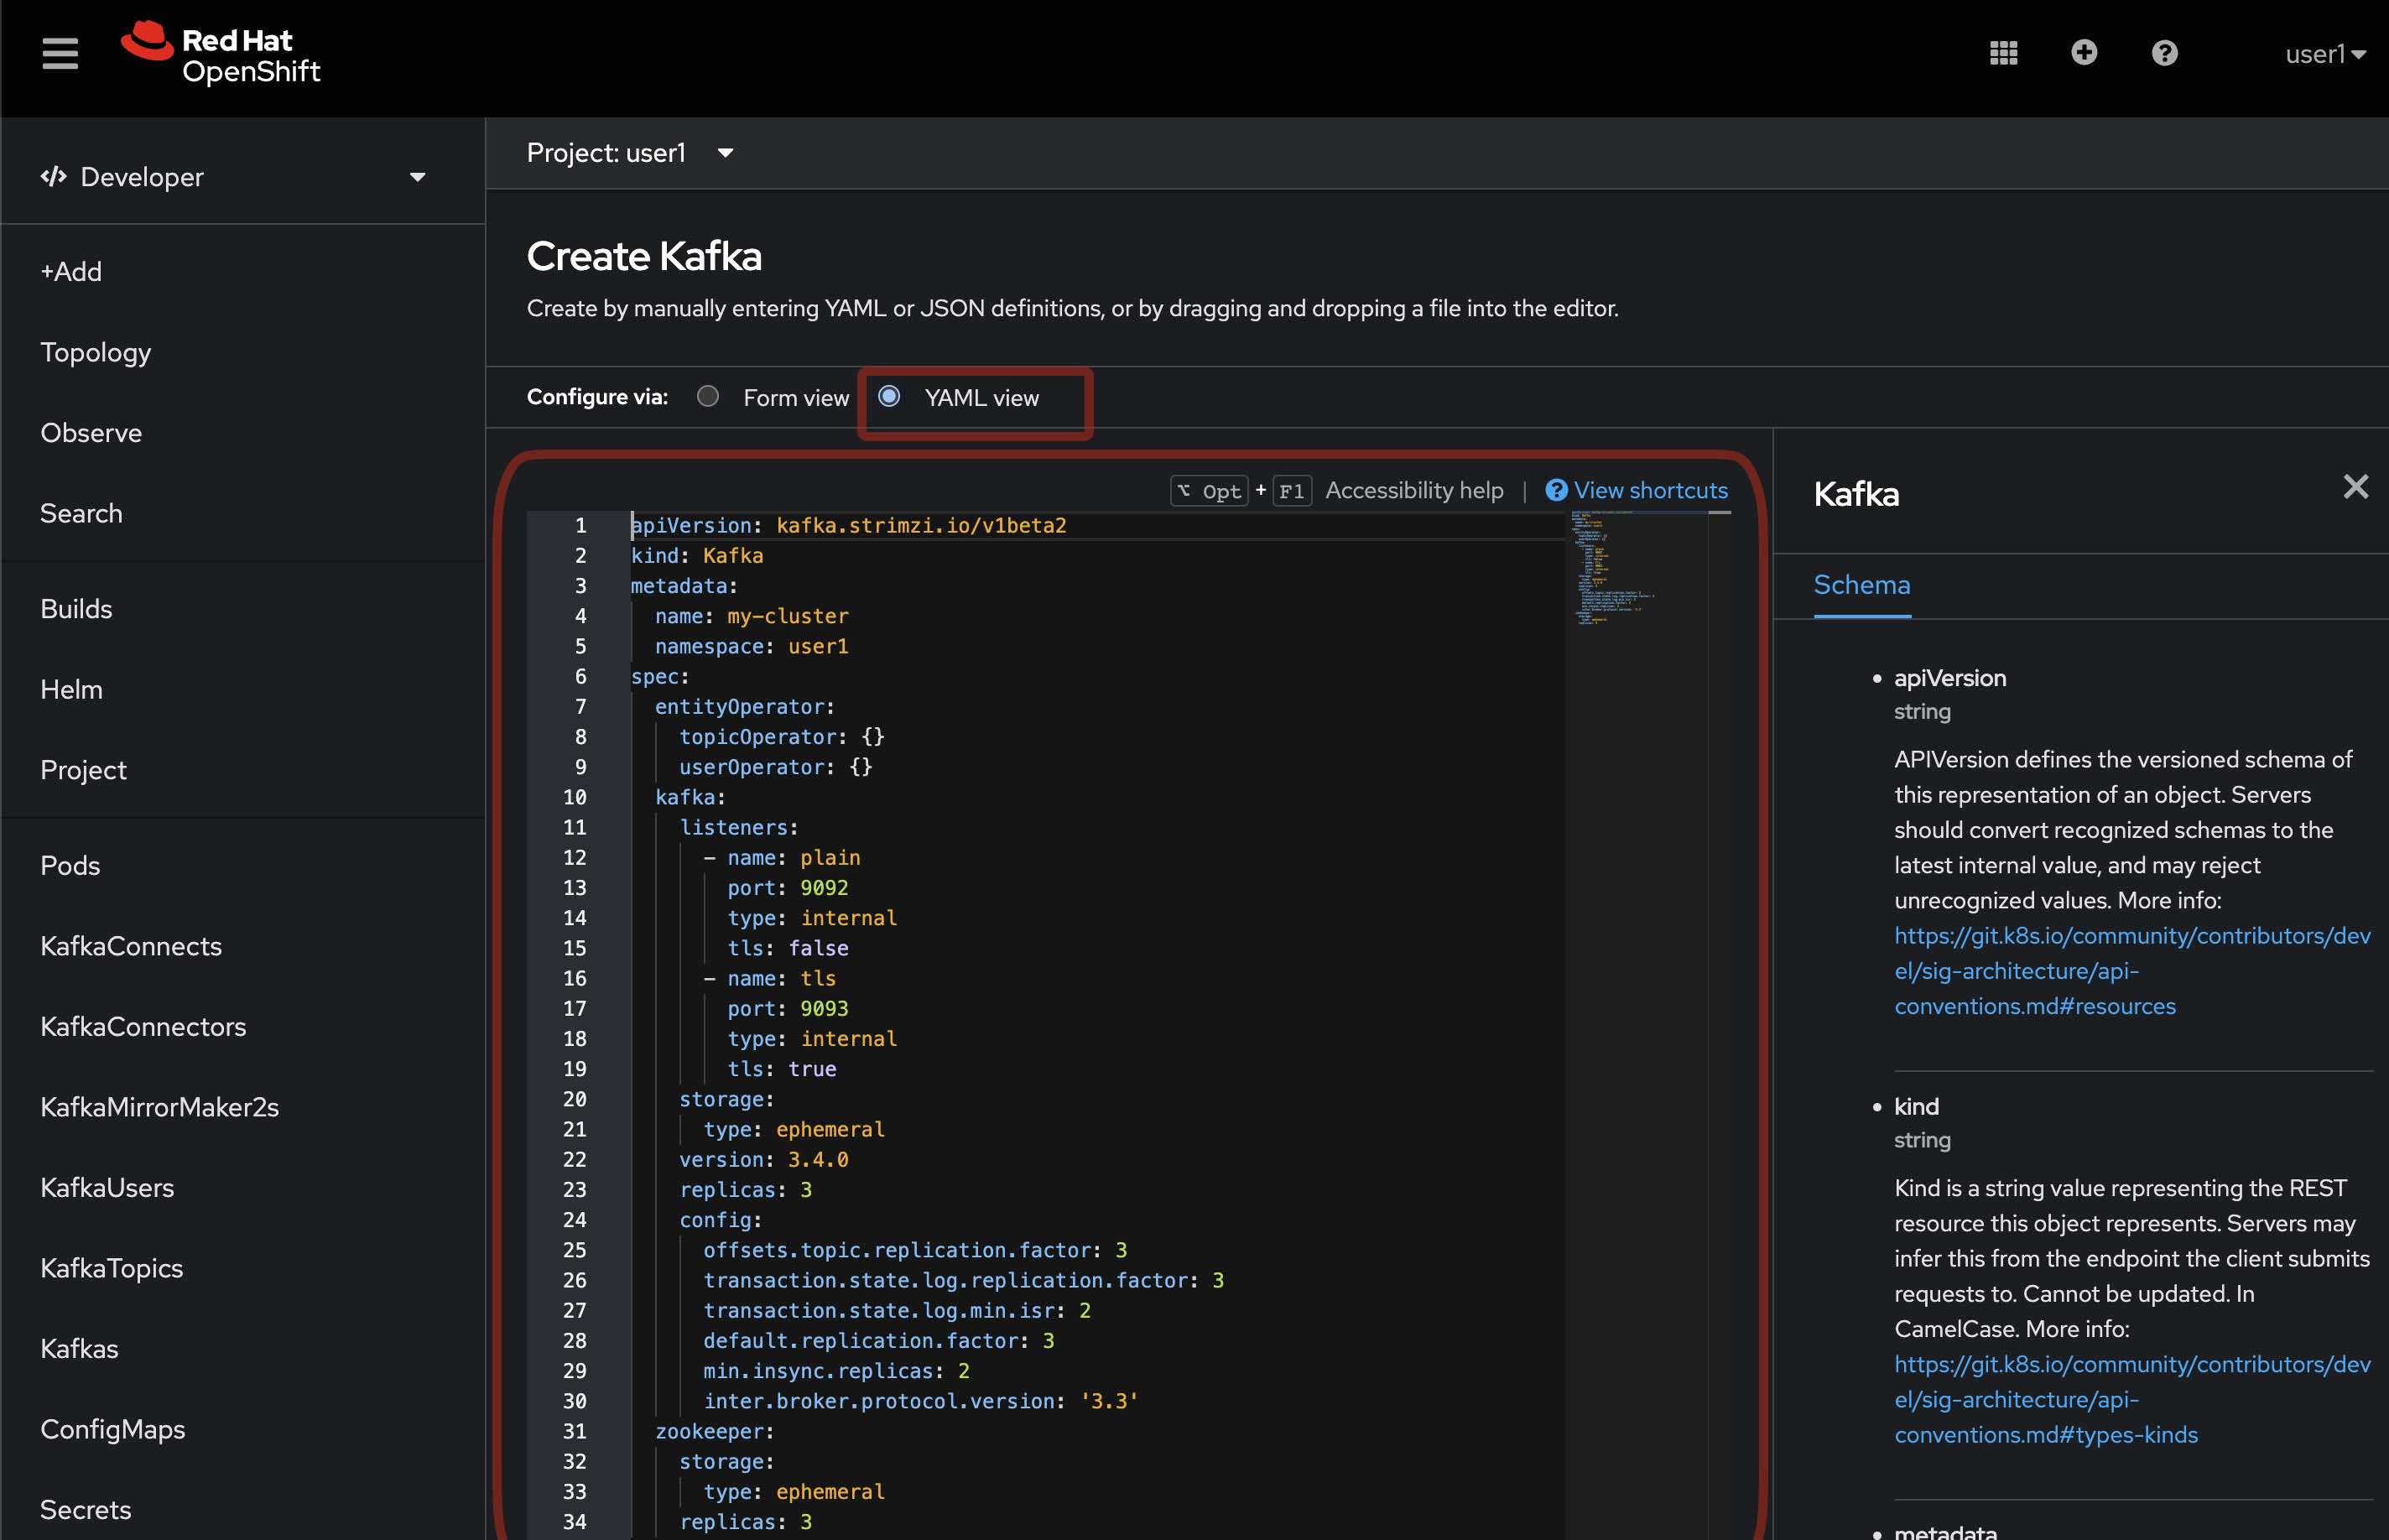 Red Hat
OpenShift
user1
Developer
+Add
Topology
Observe
Search
Builds
Helm
Project
Pods
KafkaConnects
KafkaConnectors
KafkaMirrorMaker2s
KafkaUsers
KafkaTopics
Kafkas
ConfigMaps
Secrets
Project: user1
Create Kafka
Create by manually entering YAML or JSON definitions, or by dragging and dropping a file into the editor.
Configure via: Form view YAML view
⌥ Opt + F1 Accessibility help | View shortcuts
1 apiVersion: kafka.strimzi.io/v1beta2
2 kind: Kafka
3 metadata:
4   name: my-cluster
5   namespace: user1
6 spec:
7   entityOperator:
8     topicOperator: {}
9     userOperator: {}
10   kafka:
11     listeners:
12       - name: plain
13         port: 9092
14         type: internal
15         tls: false
16       - name: tls
17         port: 9093
18         type: internal
19         tls: true
20     storage:
21       type: ephemeral
22     version: 3.4.0
23     replicas: 3
24     config:
25       offsets.topic.replication.factor: 3
26       transaction.state.log.replication.factor: 3
27       transaction.state.log.min.isr: 2
28       default.replication.factor: 3
29       min.insync.replicas: 2
30       inter.broker.protocol.version: '3.3'
31   zookeeper:
32     storage:
33       type: ephemeral
34     replicas: 3
Kafka
Schema
• apiVersion
string
APIVersion defines the versioned schema of
this representation of an object. Servers
should convert recognized schemas to the
latest internal value, and may reject
unrecognized values. More info:
https://git.k8s.io/community/contributors/dev
el/sig-architecture/api-
conventions.md#resources
• kind
string
Kind is a string value representing the REST
resource this object represents. Servers may
infer this from the endpoint the client submits
requests to. Cannot be updated. In
CamelCase. More info:
https://git.k8s.io/community/contributors/dev
el/sig-architecture/api-
conventions.md#types-kinds
• metadata